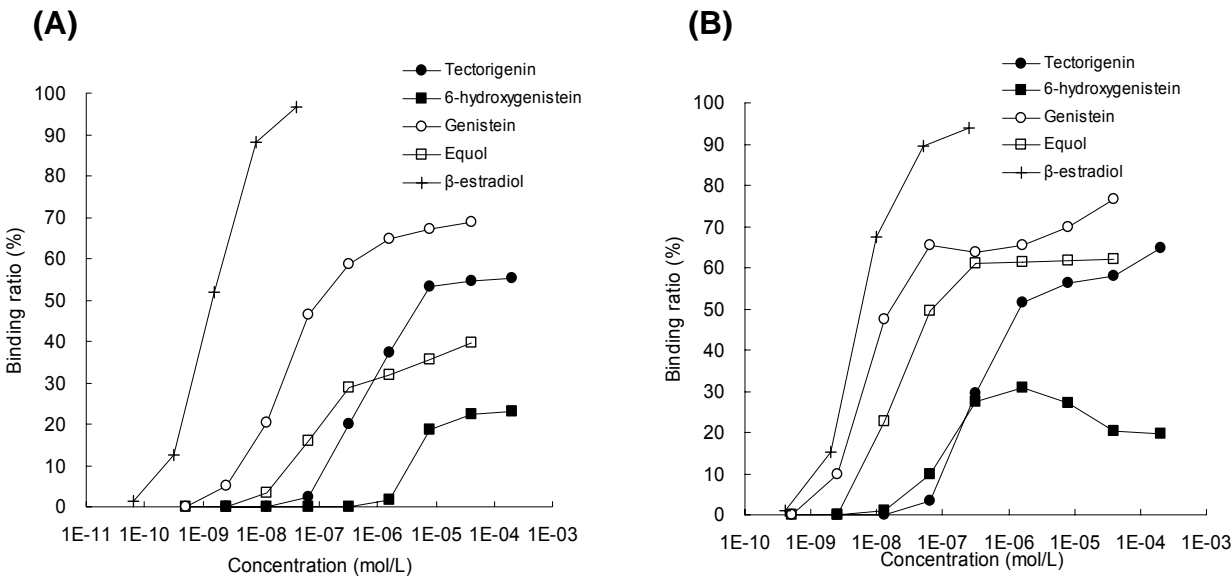 (A)
Tectorigenin
6-hydroxygenistein
Genistein
Equol
β-estradiol
100
90
80
70
60
50
40
30
20
10
0
Binding ratio (%)
1E-11 1E-10 1E-09 1E-08 1E-07 1E-06 1E-05 1E-04 1E-03
Concentration (mol/L)
(B)
Tectorigenin
6-hydroxygenistein
Genistein
Equol
β-estradiol
100
90
80
70
60
50
40
30
20
10
0
Binding ratio (%)
1E-10 1E-09 1E-08 1E-07 1E-06 1E-05 1E-04 1E-03
Concentration (mol/L)